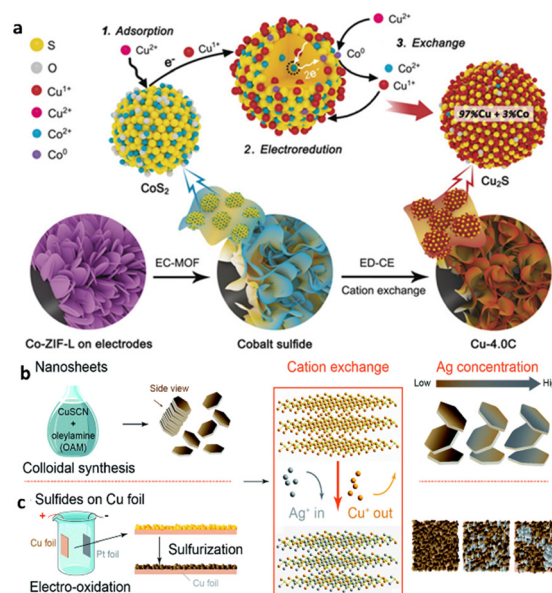 a
S
O
Cu1+
Cu2+
Co2+
Co0
1. Adsorption
Cu2+
e-
Cu1+
CoS2
2e-
2. Electroredution
Co0
Cu2+
3. Exchange
Co2+
Cu1+
97%Cu + 3%Co
Cu2S
EC-MOF
ED-CE
Cation exchange
Co-ZIF-L on electrodes
Cobalt sulfide
Cu-4.0C
b
Nanosheets
CuSCN
+
oleylamine
(OAM)
Side view
Colloidal synthesis
Cation exchange
Ag+ in
Cu+ out
Ag concentration
Low
Hi
c
Sulfides on Cu foil
+
-
Cu foil
Pt foil
Sulfurization
Cu foil
Electro-oxidation